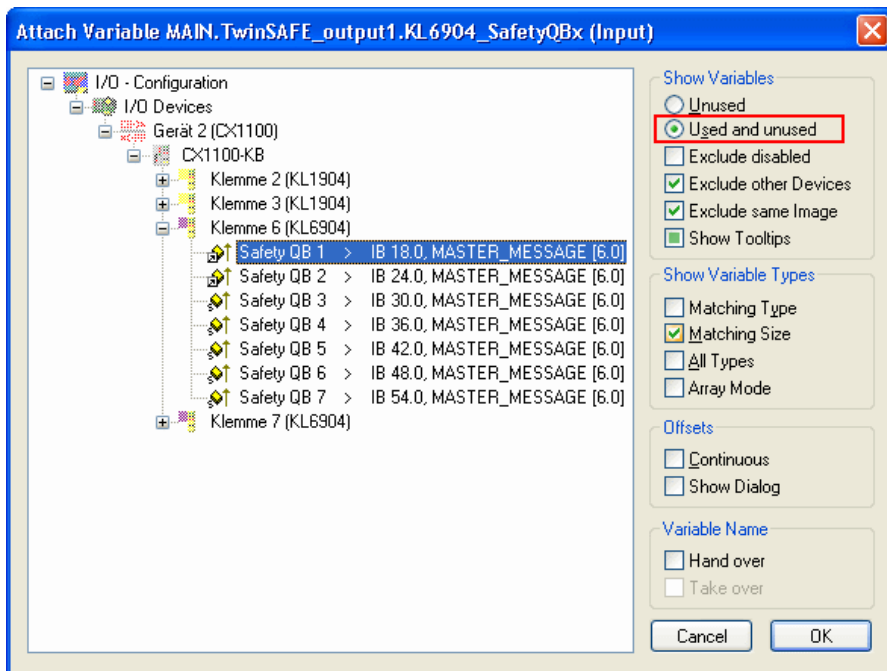 Attach Variable MAIN.TwinSAFE_output1.KL6904_SafetyQBx (Input)
I/O - Configuration
I/O Devices
Gerät 2 (CX1100)
CX1100-KB
Klemme 2 (KL1904)
Klemme 3 (KL1904)
Klemme 6 (KL6904)
Safety QB 1 > IB 18.0, MASTER_MESSAGE [6.0]
Safety QB 2 > IB 24.0, MASTER_MESSAGE [6.0]
Safety QB 3 > IB 30.0, MASTER_MESSAGE [6.0]
Safety QB 4 > IB 36.0, MASTER_MESSAGE [6.0]
Safety QB 5 > IB 42.0, MASTER_MESSAGE [6.0]
Safety QB 6 > IB 48.0, MASTER_MESSAGE [6.0]
Safety QB 7 > IB 54.0, MASTER_MESSAGE [6.0]
Klemme 7 (KL6904)
Show Variables
Unused
Used and unused
Exclude disabled
Exclude other Devices
Exclude same Image
Show Tooltips
Show Variable Types
Matching Type
Matching Size
All Types
Array Mode
Offsets
Continuous
Show Dialog
Variable Name
Hand over
Take over
Cancel
OK